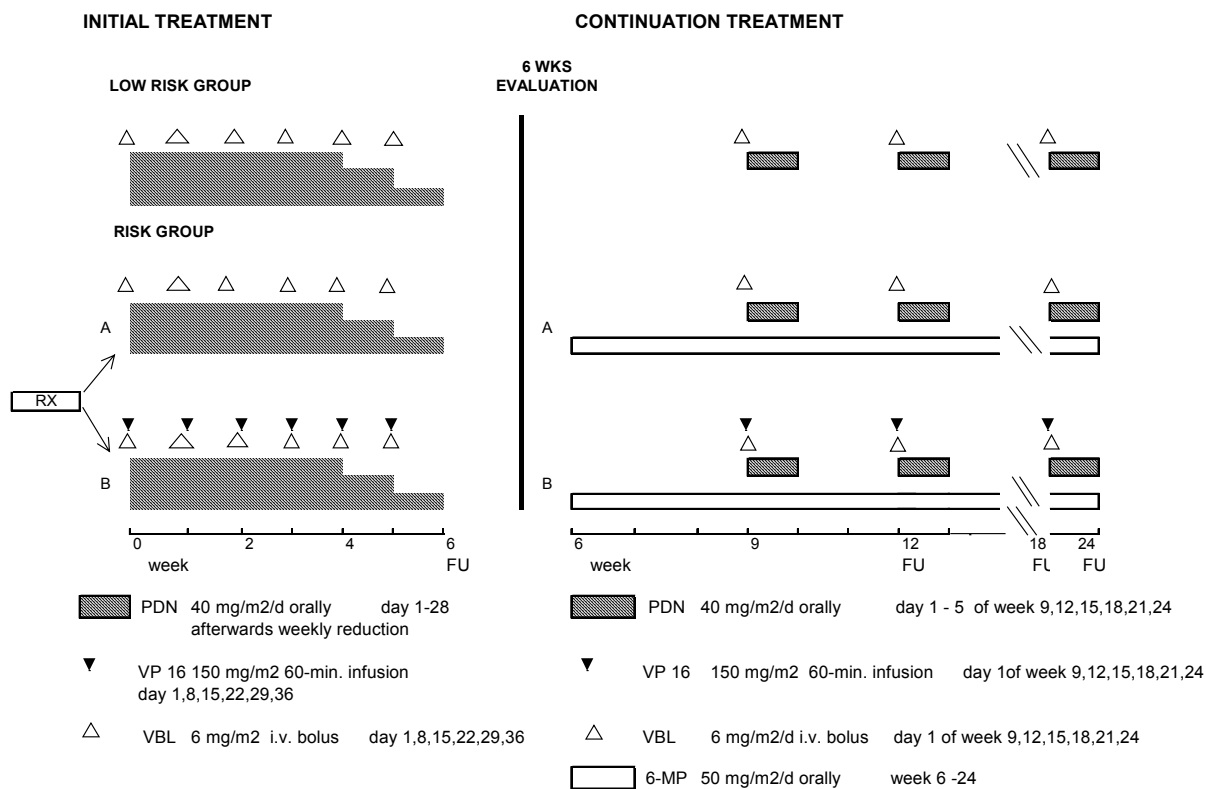 INITIAL TREATMENT
CONTINUATION TREATMENT
6 WKS
EVALUATION
LOW RISK GROUP
RISK GROUP
A
A
RX
B
B
0 2 4 6
week FU
6 9 12 18 24
week FU FU FU
PDN 40 mg/m2/d orally day 1-28
afterwards weekly reduction
VP 16 150 mg/m2 60-min. infusion
day 1,8,15,22,29,36
VBL 6 mg/m2 i.v. bolus day 1,8,15,22,29,36
PDN 40 mg/m2/d orally day 1 - 5 of week 9,12,15,18,21,24
VP 16 150 mg/m2 60-min. infusion day 1of week 9,12,15,18,21,24
VBL 6 mg/m2/d i.v. bolus day 1 of week 9,12,15,18,21,24
6-MP 50 mg/m2/d orally week 6 -24